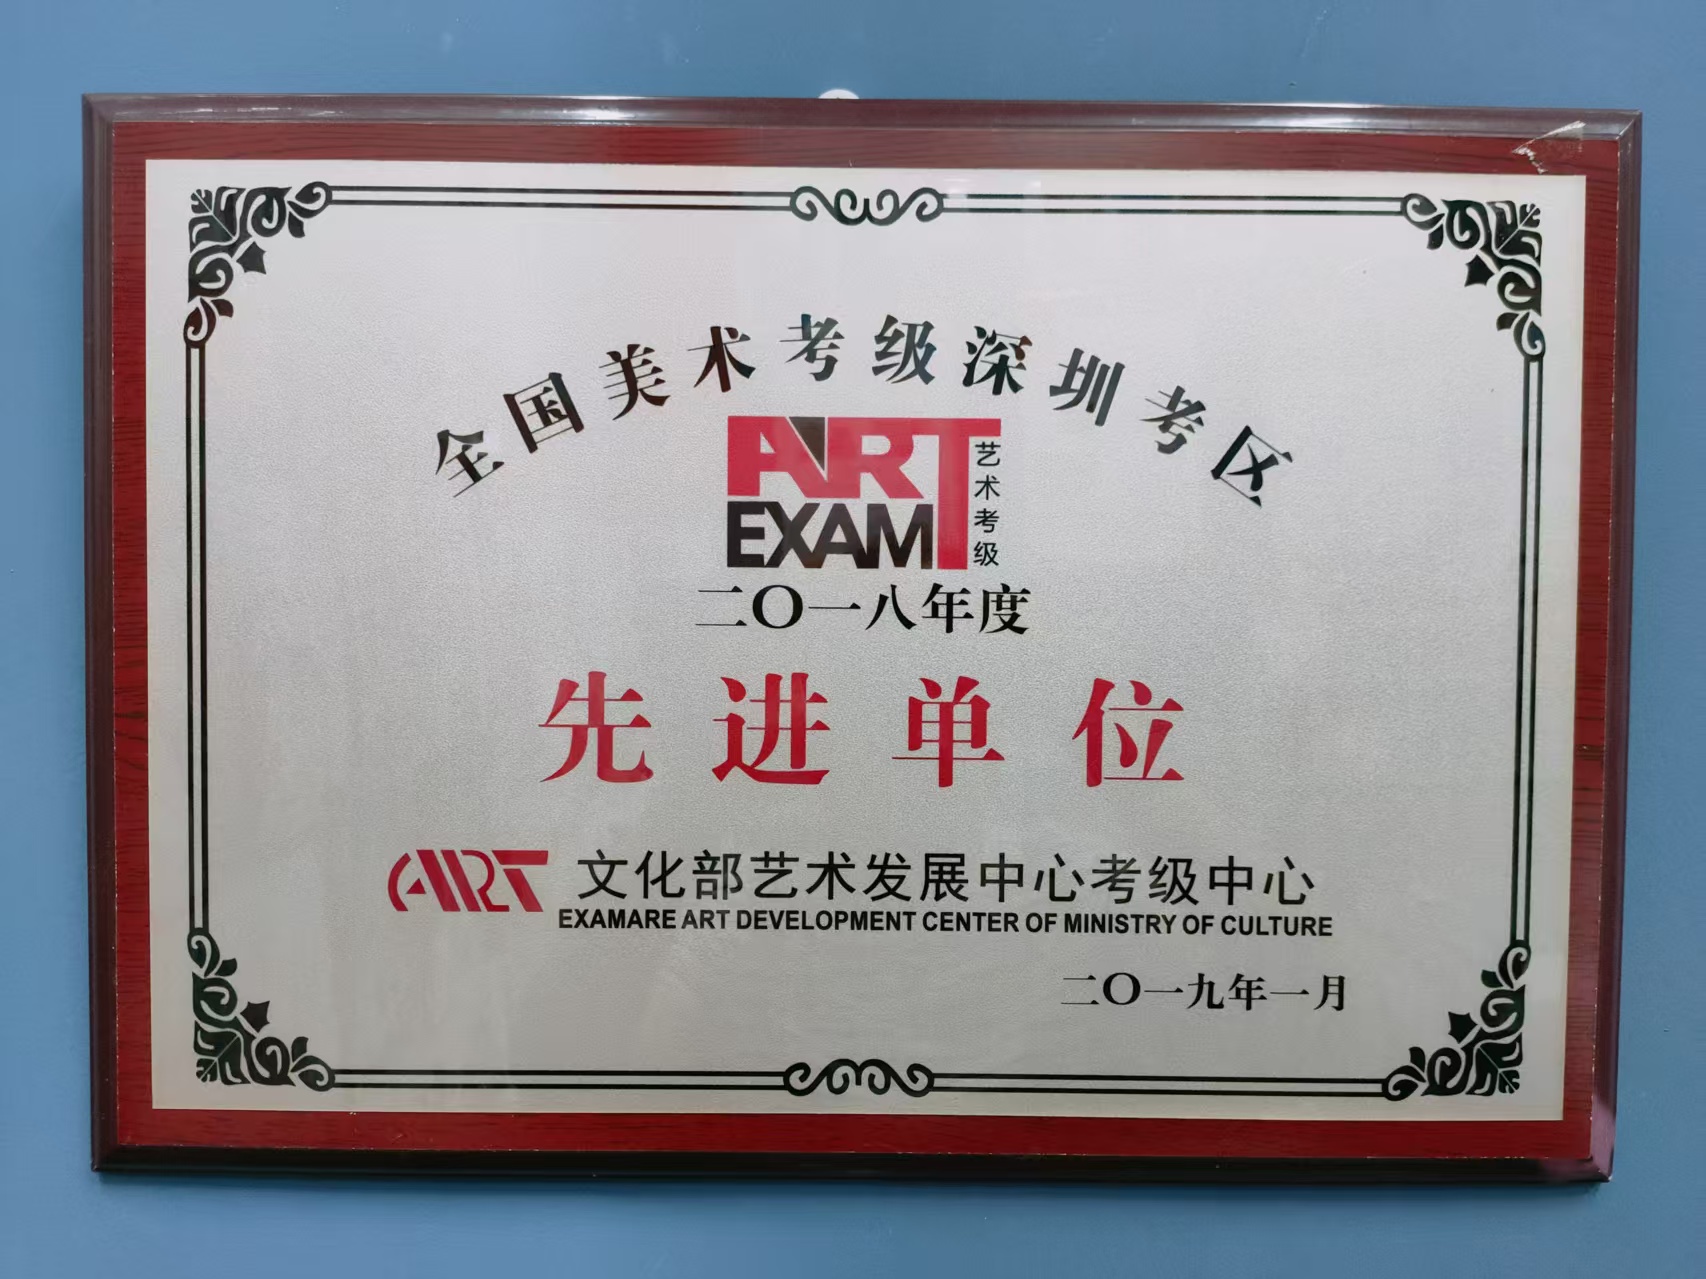 全国美术考级深圳考区
ART
EXAM
艺术考级
二〇一八年度
先进单位
ART 文化部艺术发展中心考级中心
EXAMARE ART DEVELOPMENT CENTER OF MINISTRY OF CULTURE
二〇一九年一月